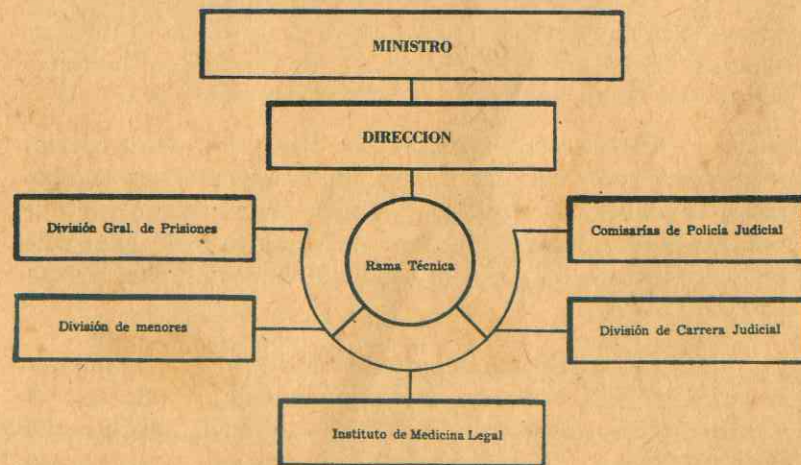 MINISTRO
DIRECCION
División Gral. de Prisiones
Comisarías de Policía Judicial
Rama Técnica
División de menores
División de Carrera Judicial
Instituto de Medicina Legal